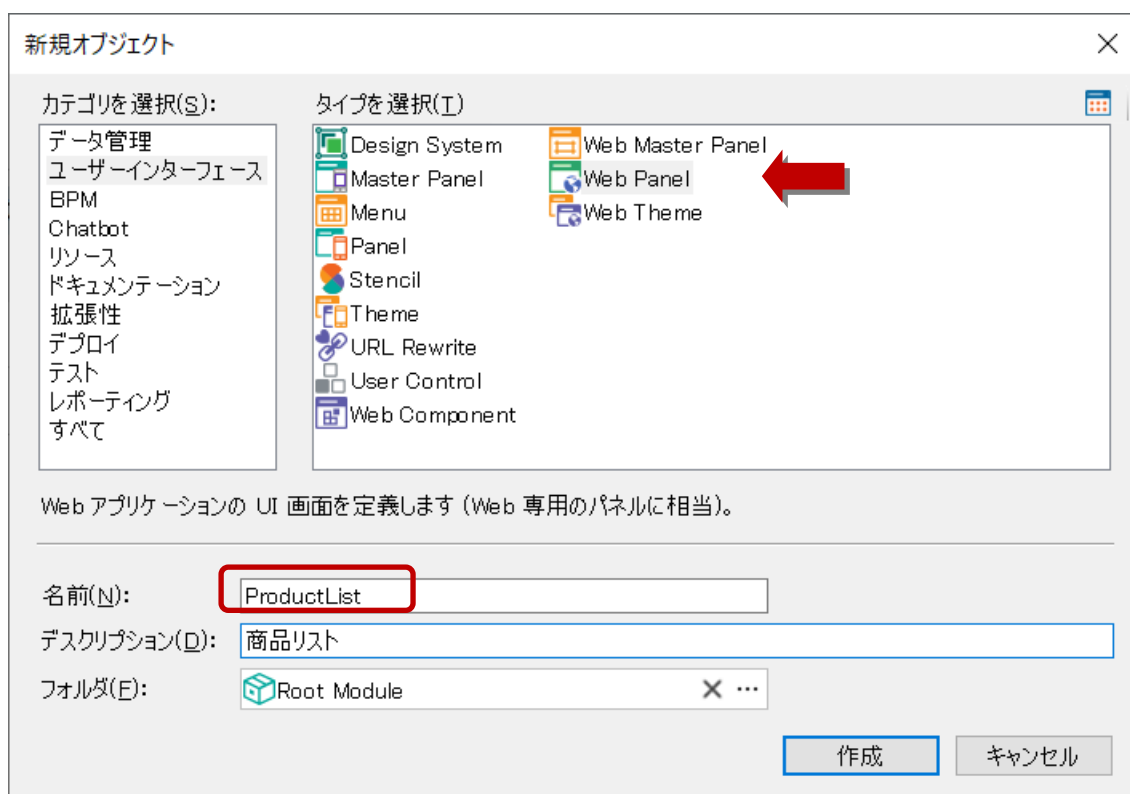 新規オブジェクト
カテゴリを選択(S):
データ管理
ユーザーインターフェース
BPM
Chatbot
リソース
ドキュメンテーション
拡張性
デプロイ
テスト
レポーティング
すべて
タイプを選択(T)
Design System
Master Panel
Menu
Panel
Stencil
Theme
URL Rewrite
User Control
Web Component
Web Master Panel
Web Panel
Web Theme
Web アプリケーションの UI 画面を定義します (Web 専用のパネルに相当)。
名前(N): ProductList
デスクリプション(D): 商品リスト
フォルダ(F): Root Module
作成 キャンセル